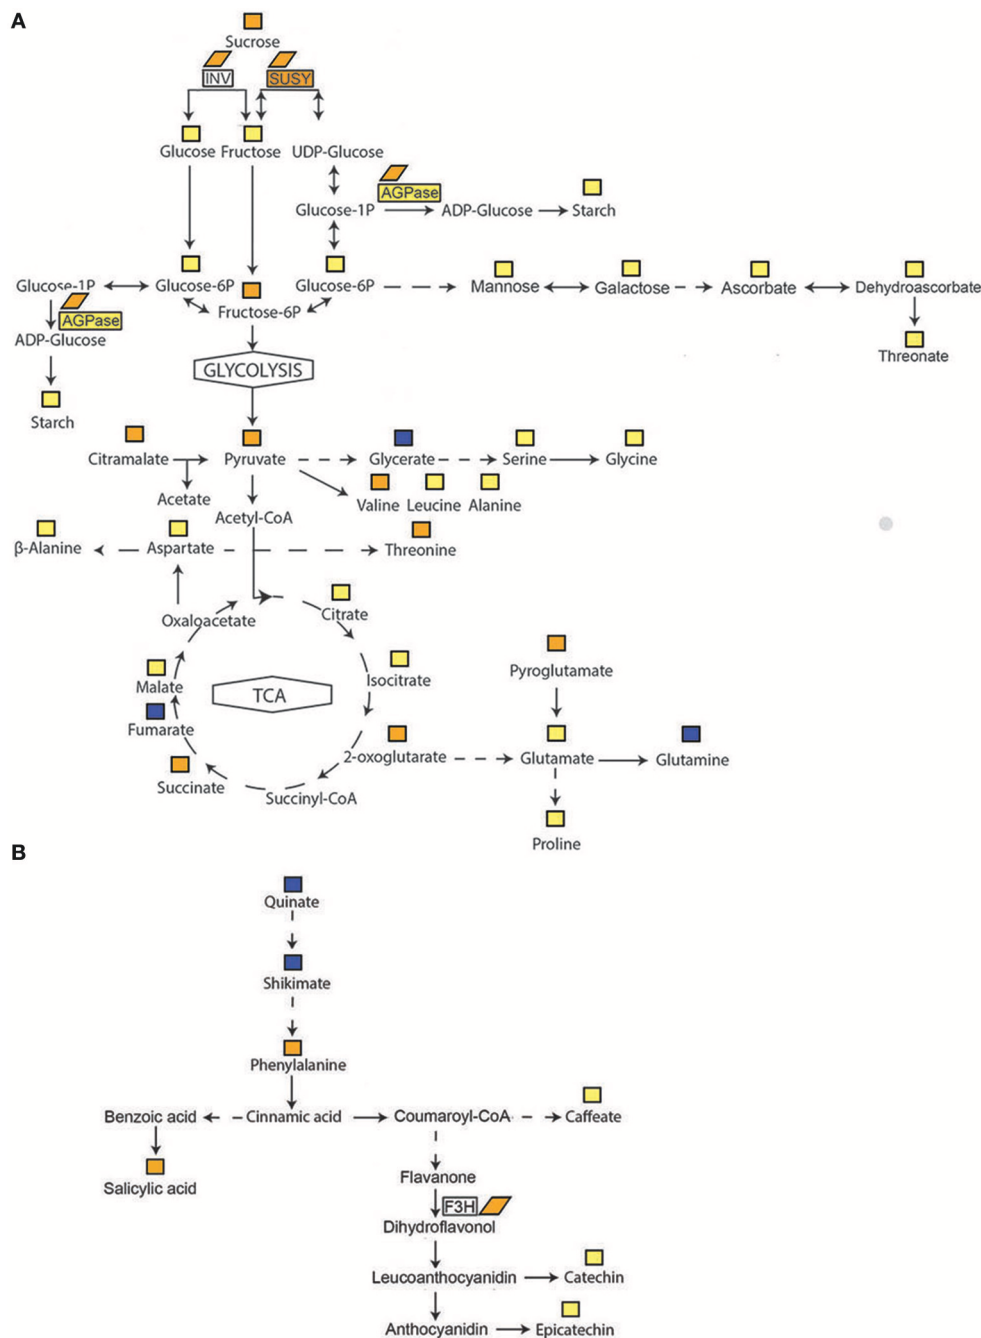 A
Sucrose
INV SUSY
Glucose Fructose UDP-Glucose
AGPase
Glucose-1P ADP-Glucose Starch
Glucose-1P Glucose-6P Glucose-6P Mannose Galactose Ascorbate Dehydroascorbate
Fructose-6P
AGPase
ADP-Glucose
Threonate
GLYCOLYSIS
Starch
Citramalate Pyruvate Glycerate Serine Glycine
Acetate Valine Leucine Alanine
Acetyl-CoA
β-Alanine Aspartate Threonine
Oxaloacetate Citrate
Pyroglutamate
Isocitrate
Malate TCA
Fumarate
2-oxoglutarate Glutamate Glutamine
Succinate
Succinyl-CoA
Proline
B
Quinate
Shikimate
Phenylalanine
Benzoic acid Cinnamic acid Coumaroyl-CoA Caffeate
Flavanone
Salicylic acid
F3H
Dihydroflavonol
Leucoanthocyanidin Catechin
Anthocyanidin Epicatechin